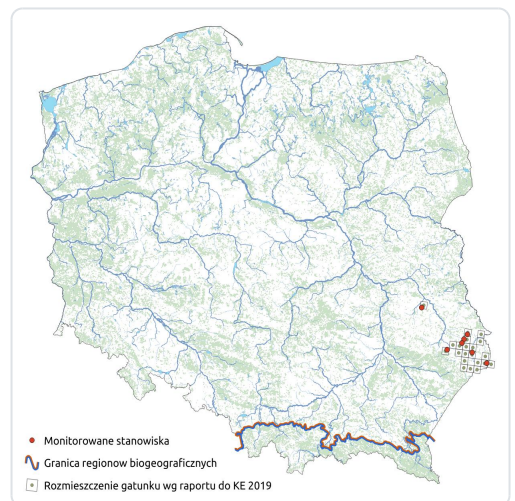 Monitorowane stanowiska
Granica regionow biogeograficznych
Rozmieszczenie gatunku wg raportu do KE 2019